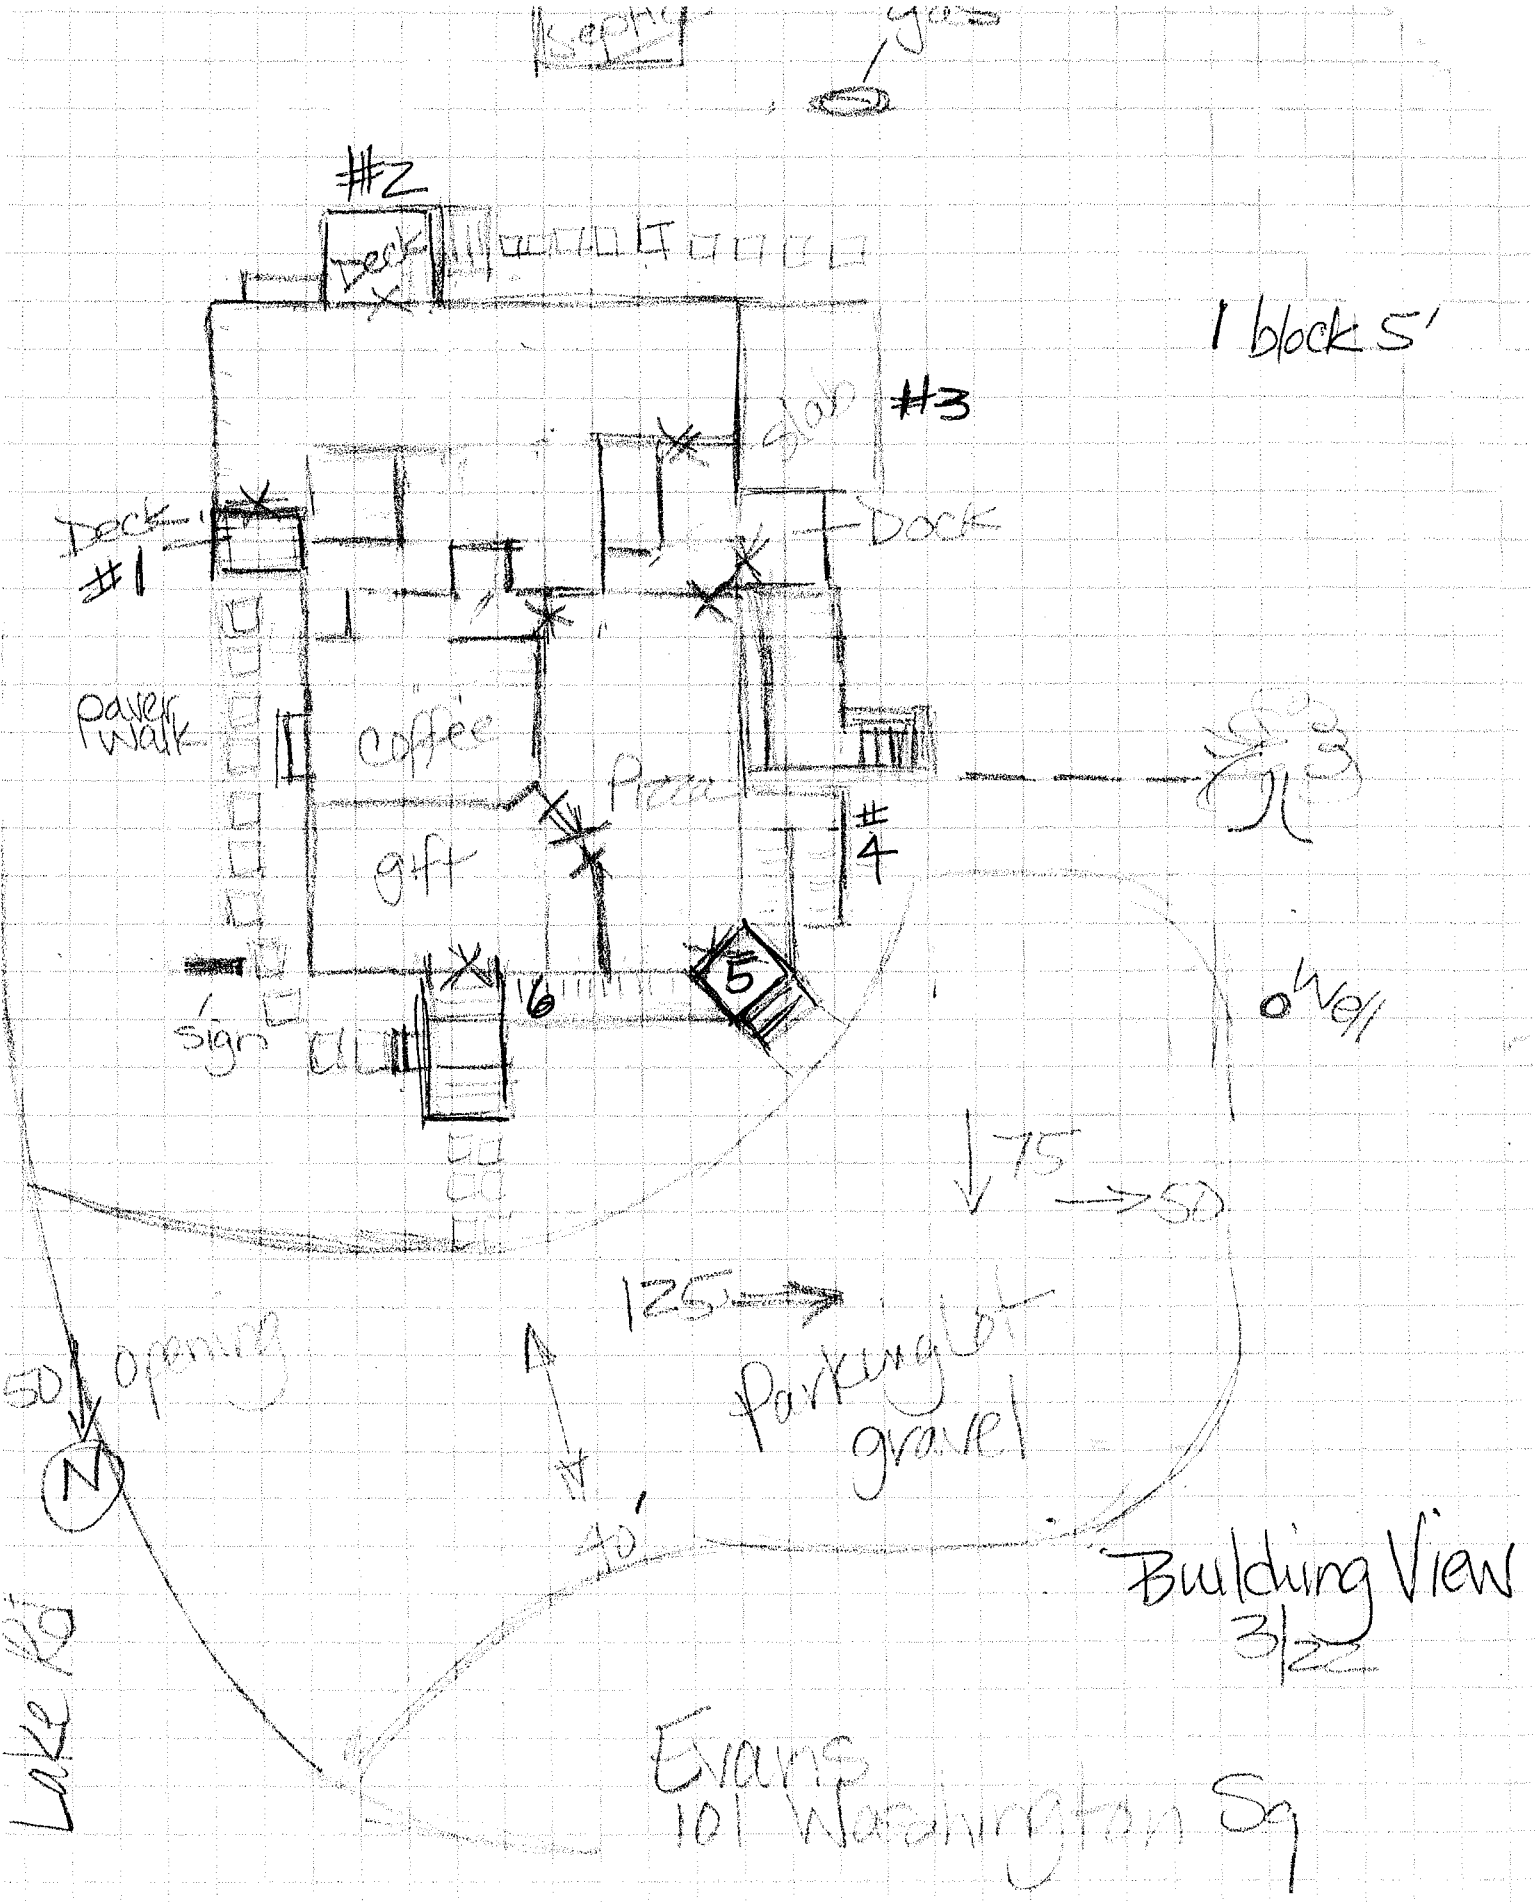 septic
gas
#2
Deck
1 block 5'
#3
slab
Deck
#1
Dock
paver
walk
coffee
Pizza
#
4
gift
5
6
sign
Well
75
50
125
opening
50
Parking Lot
gravel
N
40'
Building View
3/22
Lake Rd
Evans
101 Washington Sq